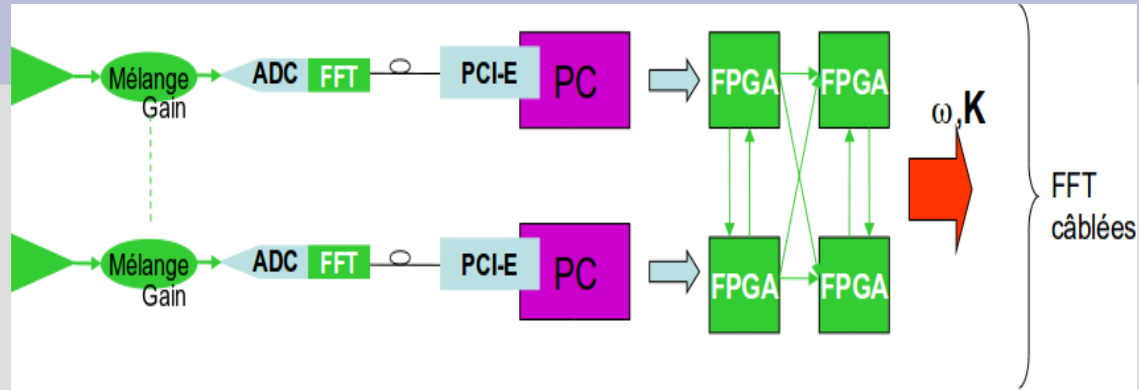 Mélange
Gain
ADC
FFT
PCI-E
PC
FPGA
FPGA
ω,K
FFT
câblées
Mélange
Gain
ADC
FFT
PCI-E
PC
FPGA
FPGA